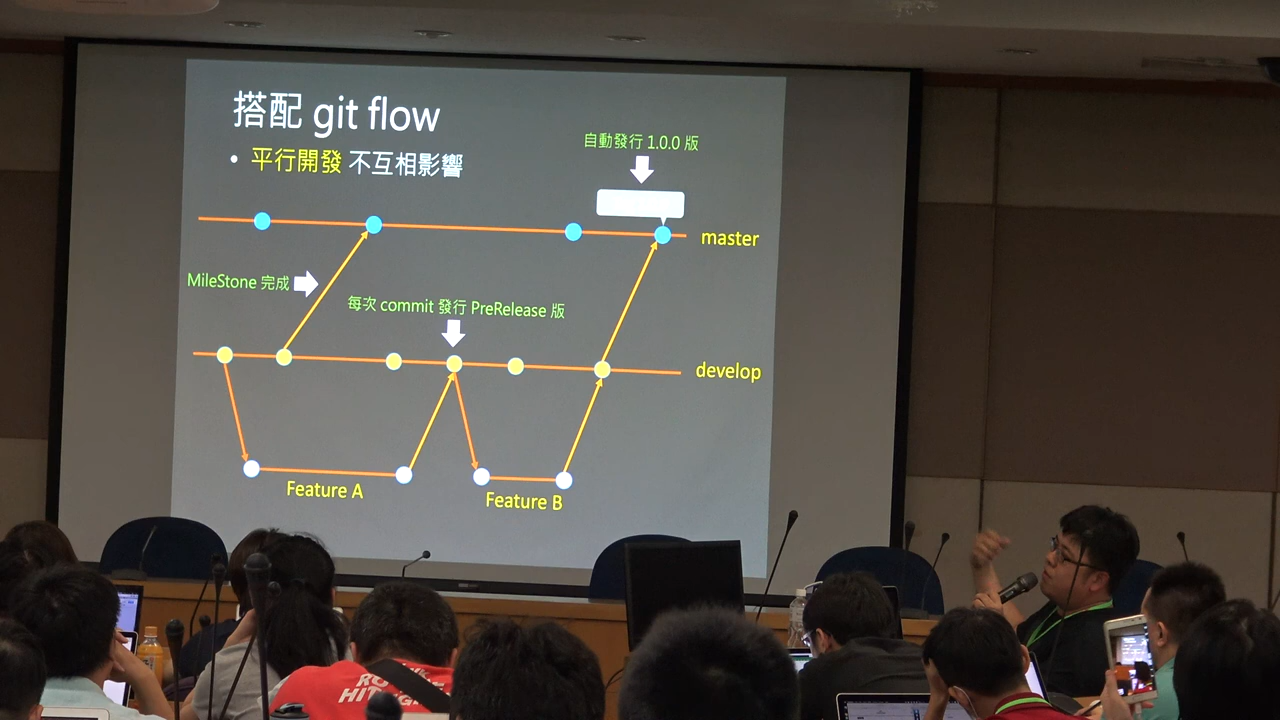 搭配 git flow
• 平行開發 不互相影響
自動發行 1.0.0 版
master
MileStone 完成
每次 commit 發行 PreRelease 版
develop
Feature A
Feature B